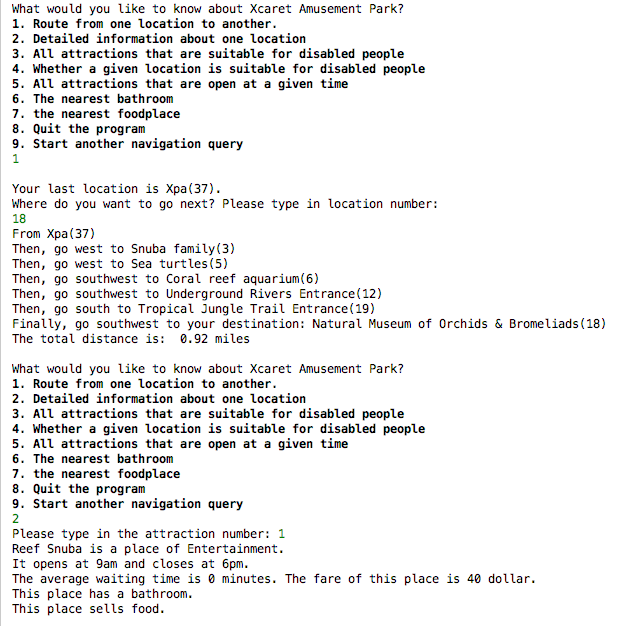 What would you like to know about Xcaret Amusement Park?
1. Route from one location to another.
2. Detailed information about one location
3. All attractions that are suitable for disabled people
4. Whether a given location is suitable for disabled people
5. All attractions that are open at a given time
6. The nearest bathroom
7. the nearest foodplace
8. Quit the program
9. Start another navigation query
1

Your last location is Xpa(37).
Where do you want to go next? Please type in location number:
18
From Xpa(37)
Then, go west to Snuba family(3)
Then, go west to Sea turtles(5)
Then, go southwest to Coral reef aquarium(6)
Then, go southwest to Underground Rivers Entrance(12)
Then, go south to Tropical Jungle Trail Entrance(19)
Finally, go southwest to your destination: Natural Museum of Orchids & Bromeliads(18)
The total distance is:  0.92 miles

What would you like to know about Xcaret Amusement Park?
1. Route from one location to another.
2. Detailed information about one location
3. All attractions that are suitable for disabled people
4. Whether a given location is suitable for disabled people
5. All attractions that are open at a given time
6. The nearest bathroom
7. the nearest foodplace
8. Quit the program
9. Start another navigation query
2
Please type in the attraction number: 1
Reef Snuba is a place of Entertainment.
It opens at 9am and closes at 6pm.
The average waiting time is 0 minutes. The fare of this place is 40 dollar.
This place has a bathroom.
This place sells food.